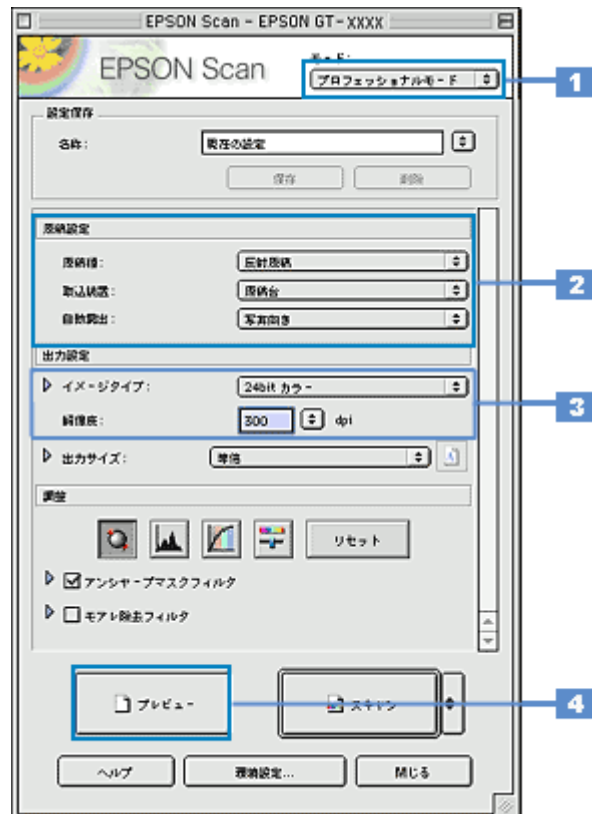 EPSON Scan - EPSON GT-XXXX
EPSON Scan
モード:
プロフェッショナルモード
1
設定保存
名称:
現在の設定
保存
削除
原稿設定
原稿種:
反射原稿
取込装置:
原稿台
2
自動露出:
写真向き
出力設定
イメージタイプ:
24bit カラー
3
解像度:
300
dpi
出力サイズ:
等倍
調整
リセット
アンシャープマスクフィルタ
モアレ除去フィルタ
プレビュー
スキャン
4
ヘルプ
環境設定...
閉じる